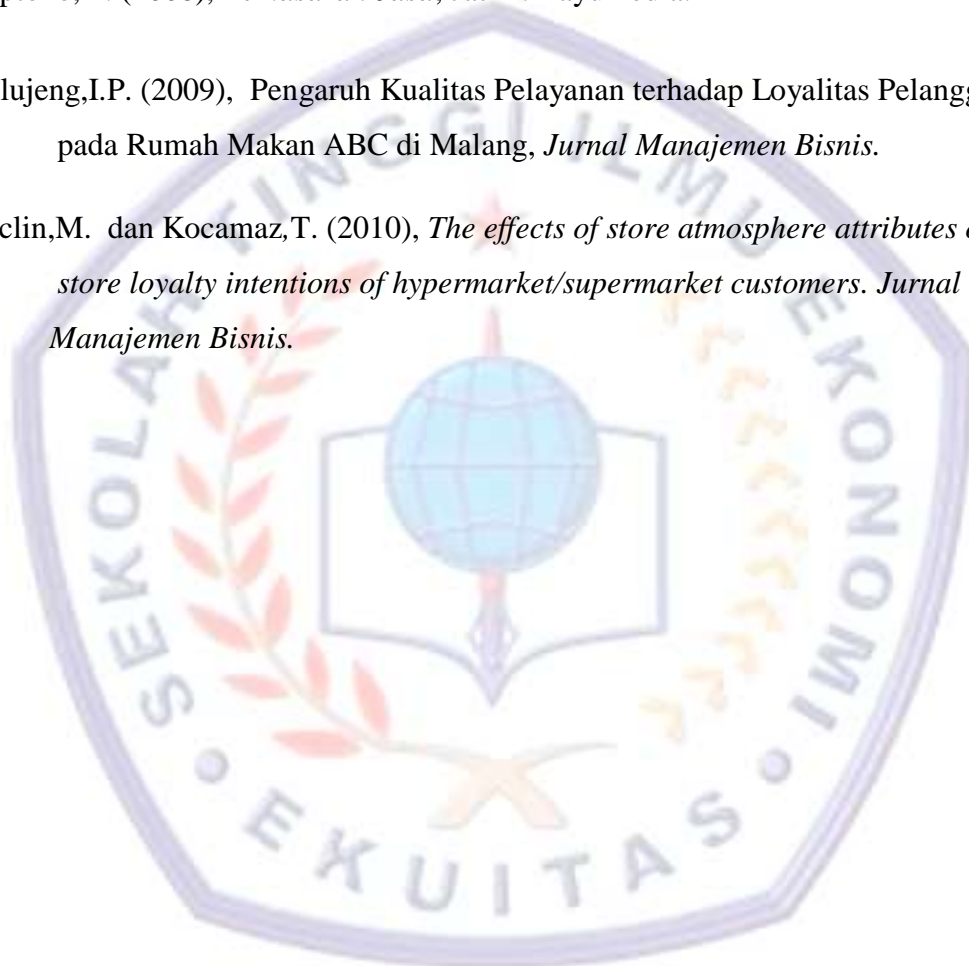 lujeng,I.P. (2009), Pengaruh Kualitas Pelayanan terhadap Loyalitas Pelangg
pada Rumah Makan ABC di Malang, Jurnal Manajemen Bisnis.
clin,M. dan Kocamaz,T. (2010), The effects of store atmosphere attributes
store loyalty intentions of hypermarket/supermarket customers. Jurnal
Manajemen Bisnis.
SEKOLAH TINGGI ILMU EKONOMI
• EKUITAS •